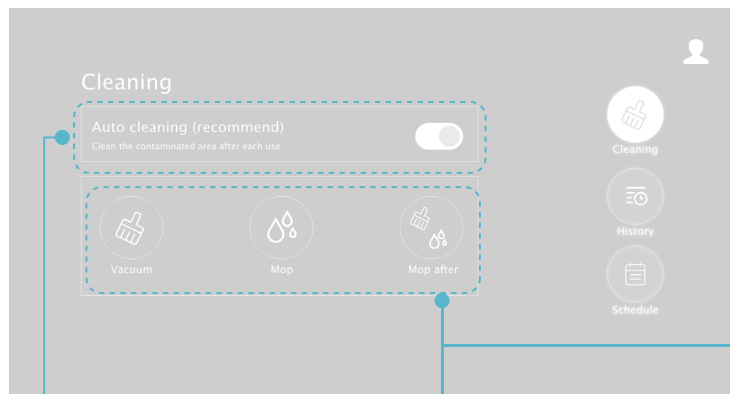 Cleaning
Auto cleaning (recommend)
Clean the contaminated area after each use
Vacuum
Mop
Mop after
Cleaning
History
Schedule